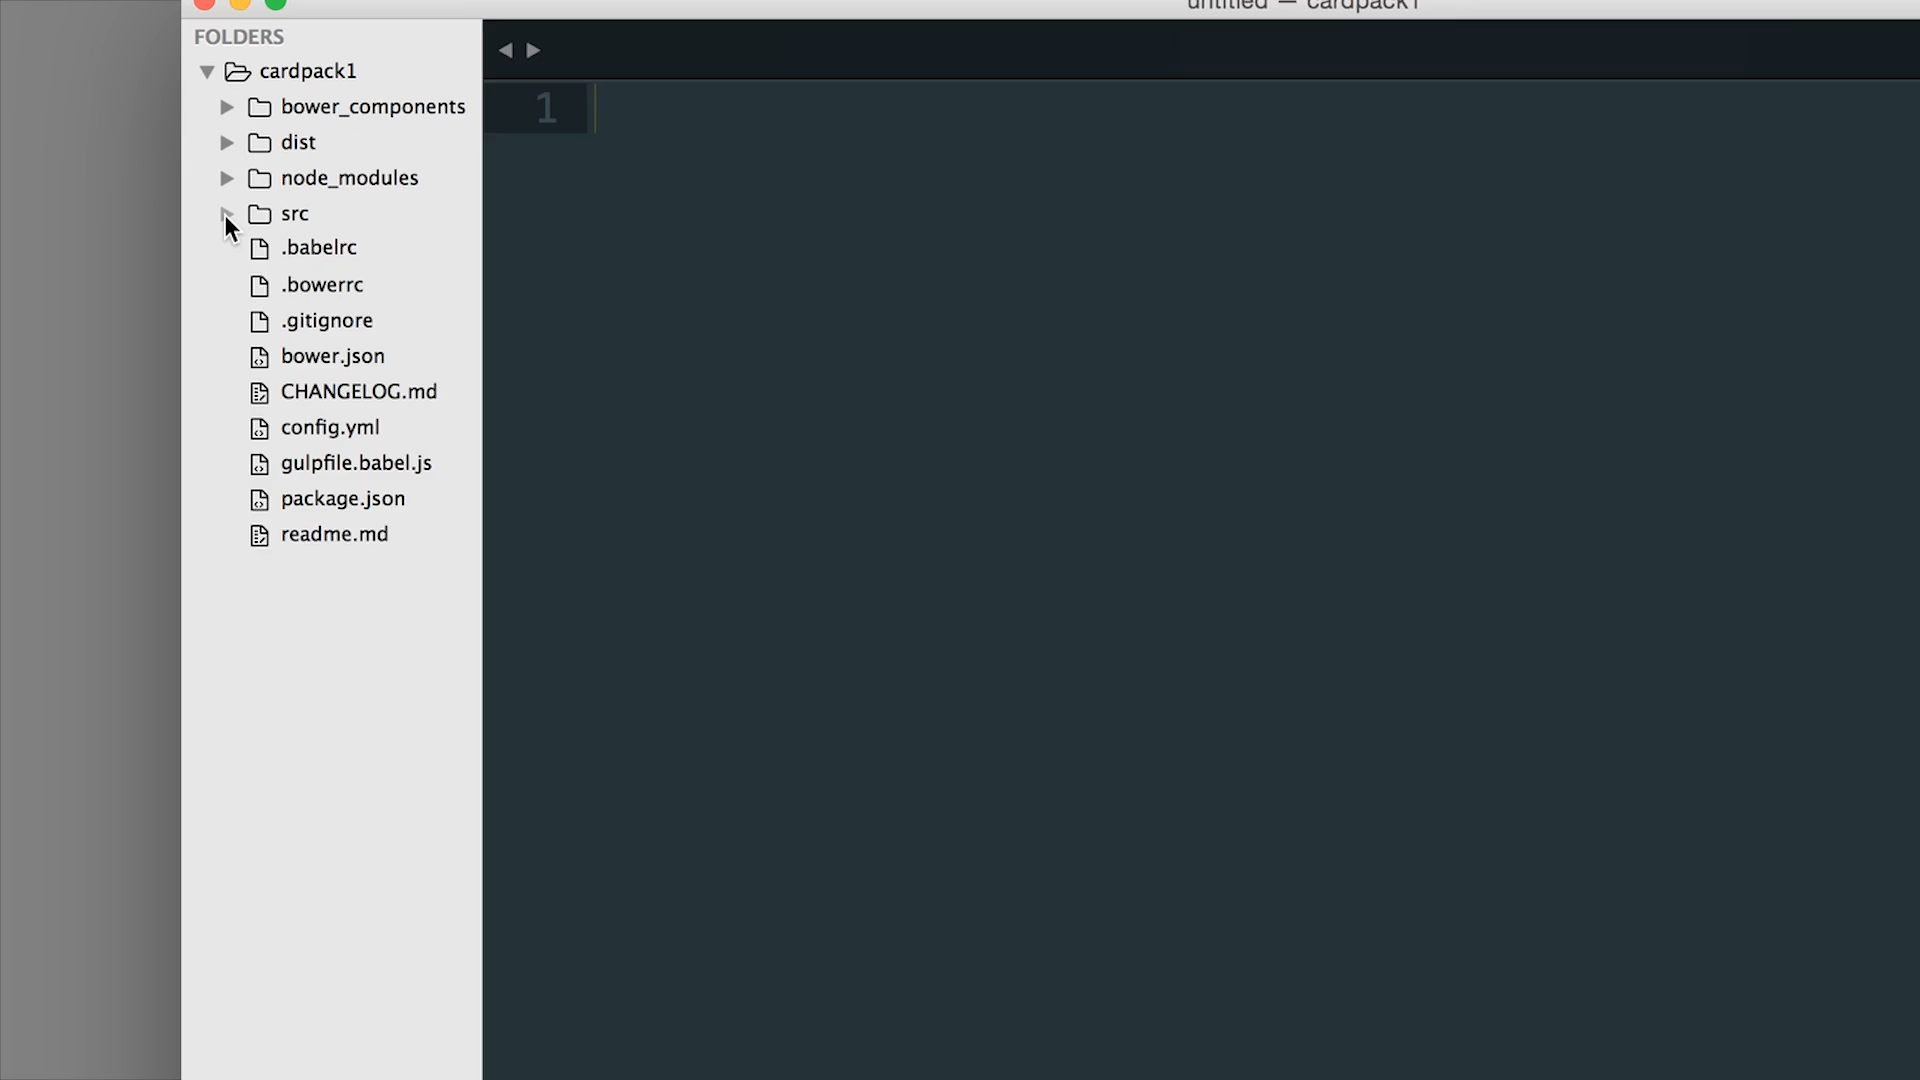 untitled — cardpack1
FOLDERS
cardpack1
bower_components
dist
node_modules
src
.babelrc
.bowerrc
.gitignore
bower.json
CHANGELOG.md
config.yml
gulpfile.babel.js
package.json
readme.md
1